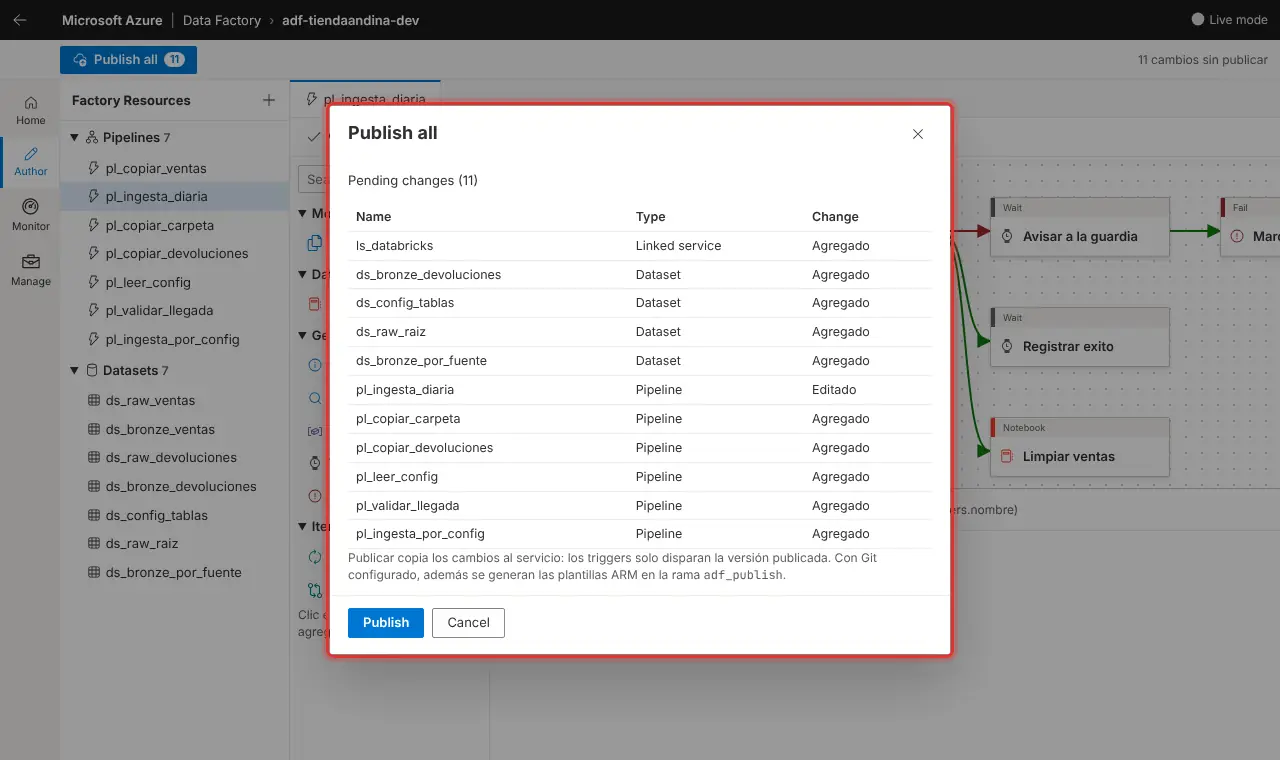 Microsoft Azure | Data Factory › adf-tiendaandina-dev
Live mode
Publish all 11
11 cambios sin publicar
Home
Author
Monitor
Manage
Factory Resources
Pipelines 7
pl_copiar_ventas
pl_ingesta_diaria
pl_copiar_carpeta
pl_copiar_devoluciones
pl_leer_config
pl_validar_llegada
pl_ingesta_por_config
Datasets 7
ds_raw_ventas
ds_bronze_ventas
ds_raw_devoluciones
ds_bronze_devoluciones
ds_config_tablas
ds_raw_raiz
ds_bronze_por_fuente
pl_ingesta_diaria
Publish all
Pending changes (11)
Name Type Change
ls_databricks Linked service Agregado
ds_bronze_devoluciones Dataset Agregado
ds_config_tablas Dataset Agregado
ds_raw_raiz Dataset Agregado
ds_bronze_por_fuente Dataset Agregado
pl_ingesta_diaria Pipeline Editado
pl_copiar_carpeta Pipeline Agregado
pl_copiar_devoluciones Pipeline Agregado
pl_leer_config Pipeline Agregado
pl_validar_llegada Pipeline Agregado
pl_ingesta_por_config Pipeline Agregado
Publicar copia los cambios al servicio: los triggers solo disparan la versión publicada. Con Git
configurado, además se generan las plantillas ARM en la rama adf_publish.
Publish
Cancel
Clic
Wait
Avisar a la guardia
Fail
Wait
Registrar exito
Notebook
Limpiar ventas
ers.nombre)